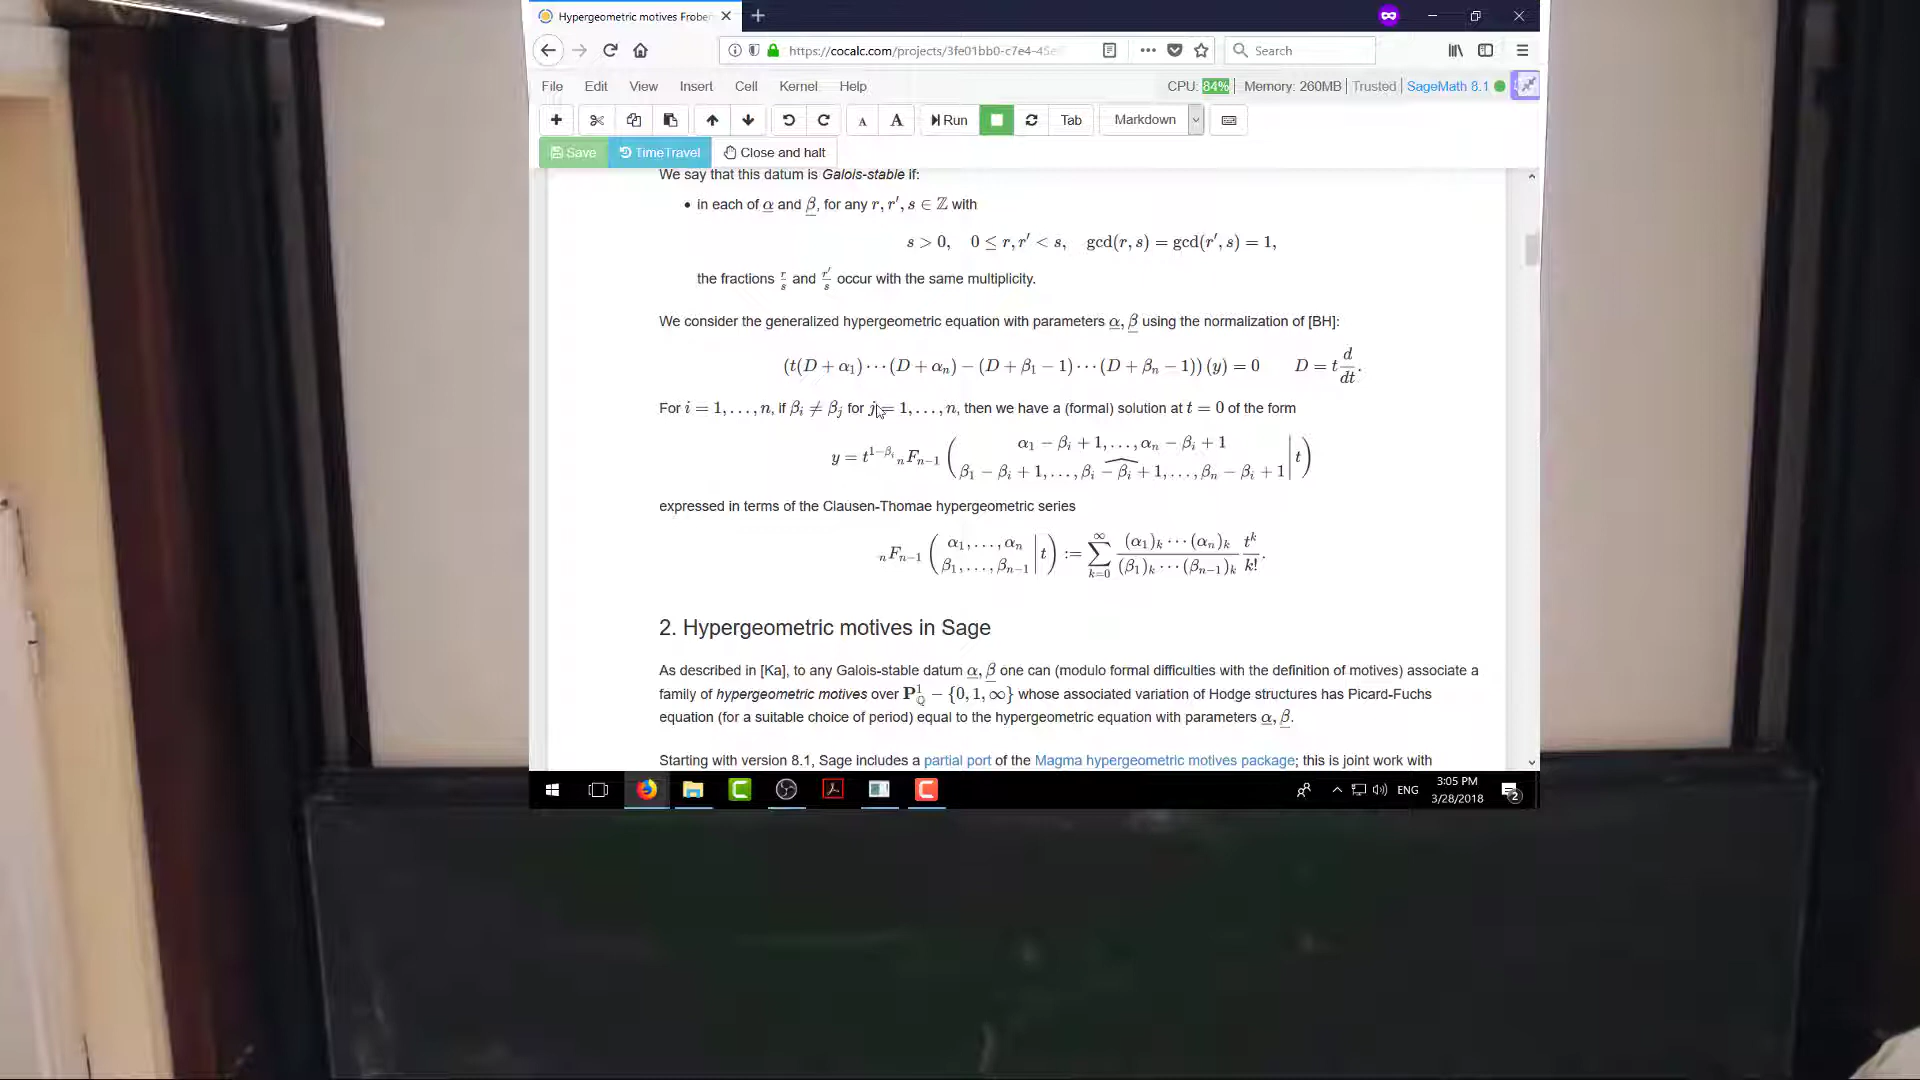 Hypergeometric motives Frobe
https://cocalc.com/projects/3fe01bb0-c7e4-45e
Search
File Edit View Insert Cell Kernel Help
CPU: 84% Memory: 260MB Trusted SageMath 8.1
A A Run Tab Markdown
Save TimeTravel Close and halt
We say that this datum is Galois-stable if:
• in each of α and β, for any r, r′, s ∈ ℤ with
s > 0, 0 ≤ r, r′ < s, gcd(r, s) = gcd(r′, s) = 1,
the fractions r/s and r′/s occur with the same multiplicity.
We consider the generalized hypergeometric equation with parameters α, β using the normalization of [BH]:
(t(D + α₁) ⋯ (D + αₙ) − (D + β₁ − 1) ⋯ (D + βₙ − 1)) (y) = 0 D = t d/dt.
For i = 1, …, n, if βᵢ ≠ βⱼ for j = 1, …, n, then we have a (formal) solution at t = 0 of the form
y = t^{1−βᵢ} ₙFₙ₋₁ ( α₁ − βᵢ + 1, …, αₙ − βᵢ + 1
β₁ − βᵢ + 1, …, βᵢ − βᵢ + 1, …, βₙ − βᵢ + 1 | t )
expressed in terms of the Clausen-Thomae hypergeometric series
ₙFₙ₋₁ ( α₁, …, αₙ
β₁, …, βₙ₋₁ | t ) := ∑_{k=0}^{∞} (α₁)ₖ ⋯ (αₙ)ₖ / (β₁)ₖ ⋯ (βₙ₋₁)ₖ tᵏ/k!.
2. Hypergeometric motives in Sage
As described in [Ka], to any Galois-stable datum α, β one can (modulo formal difficulties with the definition of motives) associate a
family of hypergeometric motives over P¹_ℚ − {0, 1, ∞} whose associated variation of Hodge structures has Picard-Fuchs
equation (for a suitable choice of period) equal to the hypergeometric equation with parameters α, β.
Starting with version 8.1, Sage includes a partial port of the Magma hypergeometric motives package; this is joint work with
ENG
3:05 PM
3/28/2018
2